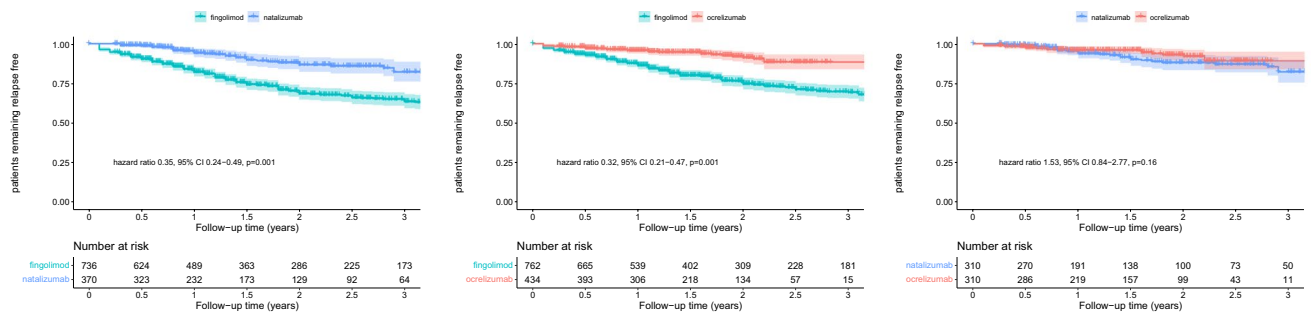 fingolimod natalizumab
patients remaining relapse free
1.00
0.75
0.50
0.25
0.00
hazard ratio 0.35, 95% CI 0.24−0.49, p=0.001
0 0.5 1 1.5 2 2.5 3
Follow−up time (years)
Number at risk
fingolimod 736 624 489 363 286 225 173
natalizumab 370 323 232 173 129 92 64
0 0.5 1 1.5 2 2.5 3
Follow−up time (years)
fingolimod ocrelizumab
patients remaining relapse free
1.00
0.75
0.50
0.25
0.00
hazard ratio 0.32, 95% CI 0.21−0.47, p=0.001
0 0.5 1 1.5 2 2.5 3
Follow−up time (years)
Number at risk
fingolimod 762 665 539 402 309 228 181
ocrelizumab 434 393 306 218 134 57 15
0 0.5 1 1.5 2 2.5 3
Follow−up time (years)
natalizumab ocrelizumab
patients remaining relapse free
1.00
0.75
0.50
0.25
0.00
hazard ratio 1.53, 95% CI 0.84−2.77, p=0.16
0 0.5 1 1.5 2 2.5 3
Follow−up time (years)
Number at risk
natalizumab 310 270 191 138 100 73 50
ocrelizumab 310 286 219 157 99 43 11
0 0.5 1 1.5 2 2.5 3
Follow−up time (years)